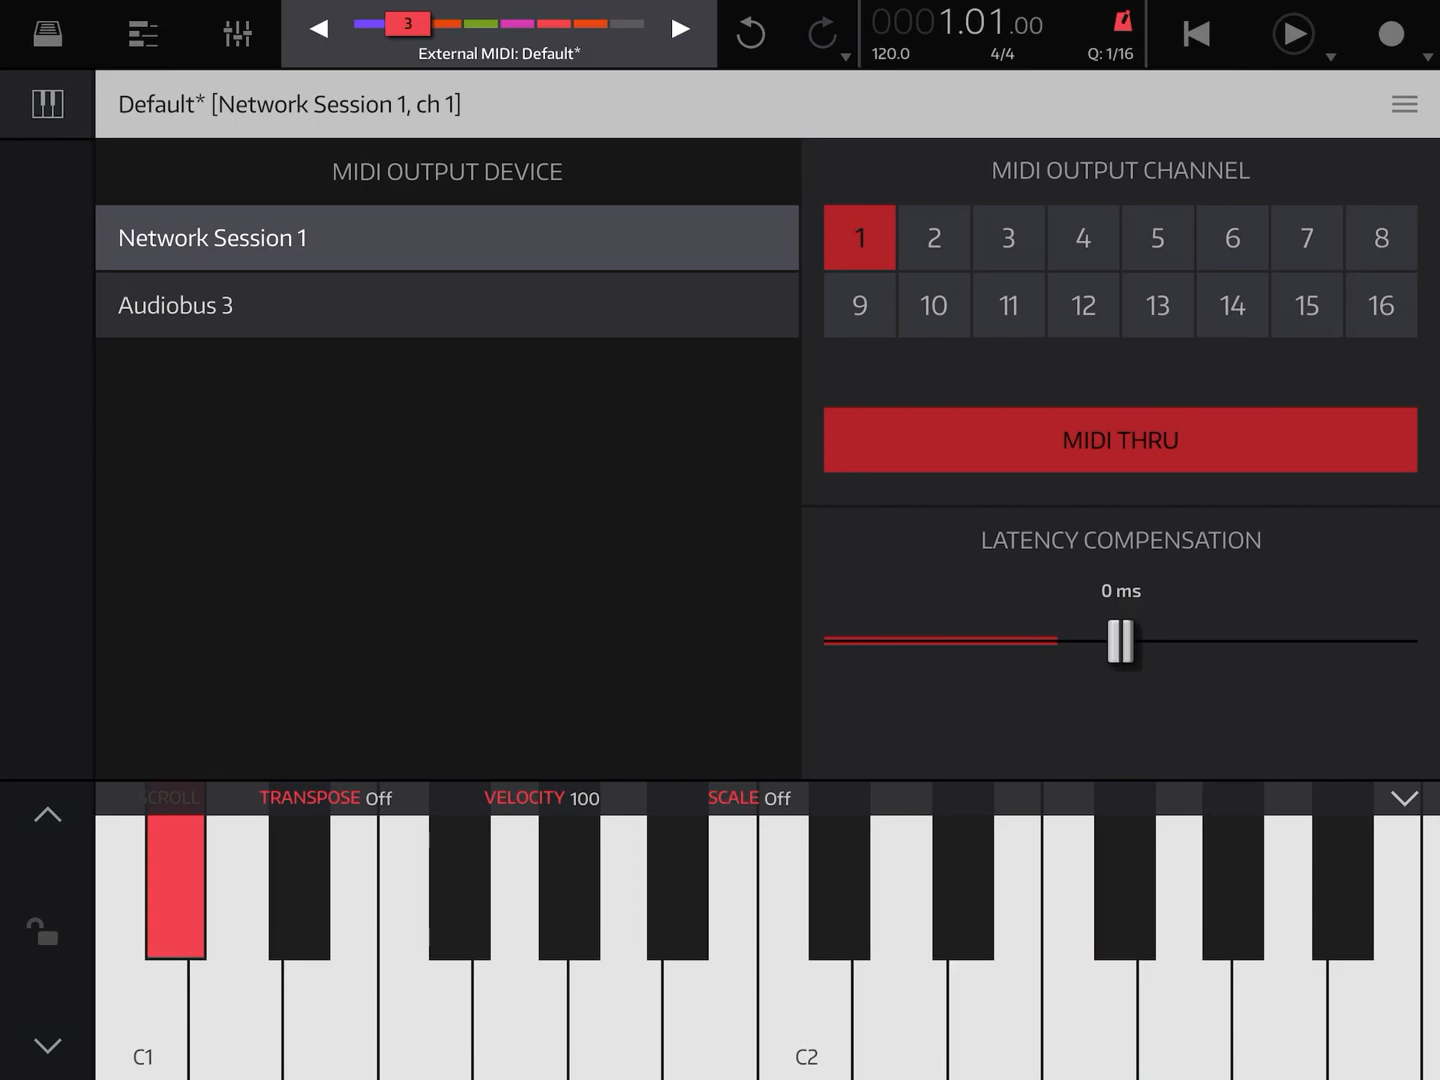 3
External MIDI: Default*
0001.01.00
120.0
4/4
Q: 1/16
Default* [Network Session 1, ch 1]
MIDI OUTPUT DEVICE
Network Session 1
Audiobus 3
MIDI OUTPUT CHANNEL
1 2 3 4 5 6 7 8
9 10 11 12 13 14 15 16
MIDI THRU
LATENCY COMPENSATION
0 ms
SCROLL
TRANSPOSE Off
VELOCITY 100
SCALE Off
C1
C2